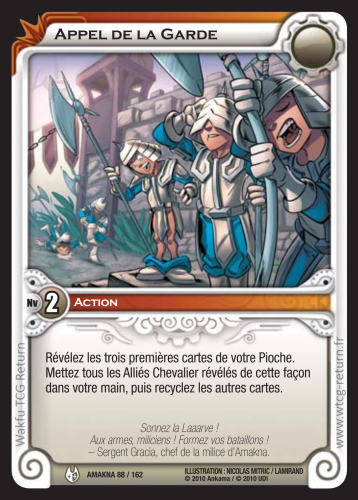 APPEL DE LA GARDE
Nv 2 ACTION
Révélez les trois premières cartes de votre Pioche.
Mettez tous les Alliés Chevalier révélés de cette façon
dans votre main, puis recyclez les autres cartes.
Sonnez la Laaarve !
Aux armes, miliciens ! Formez vos bataillons !
– Sergent Gracia, chef de la milice d'Amakna.
AMAKNA 88 / 162
ILLUSTRATION : NICOLAS MITRIC / LAMIRAND
© 2010 Ankama / © 2010 UDI
Wakfu TCG Return
www.wtcg-return.fr